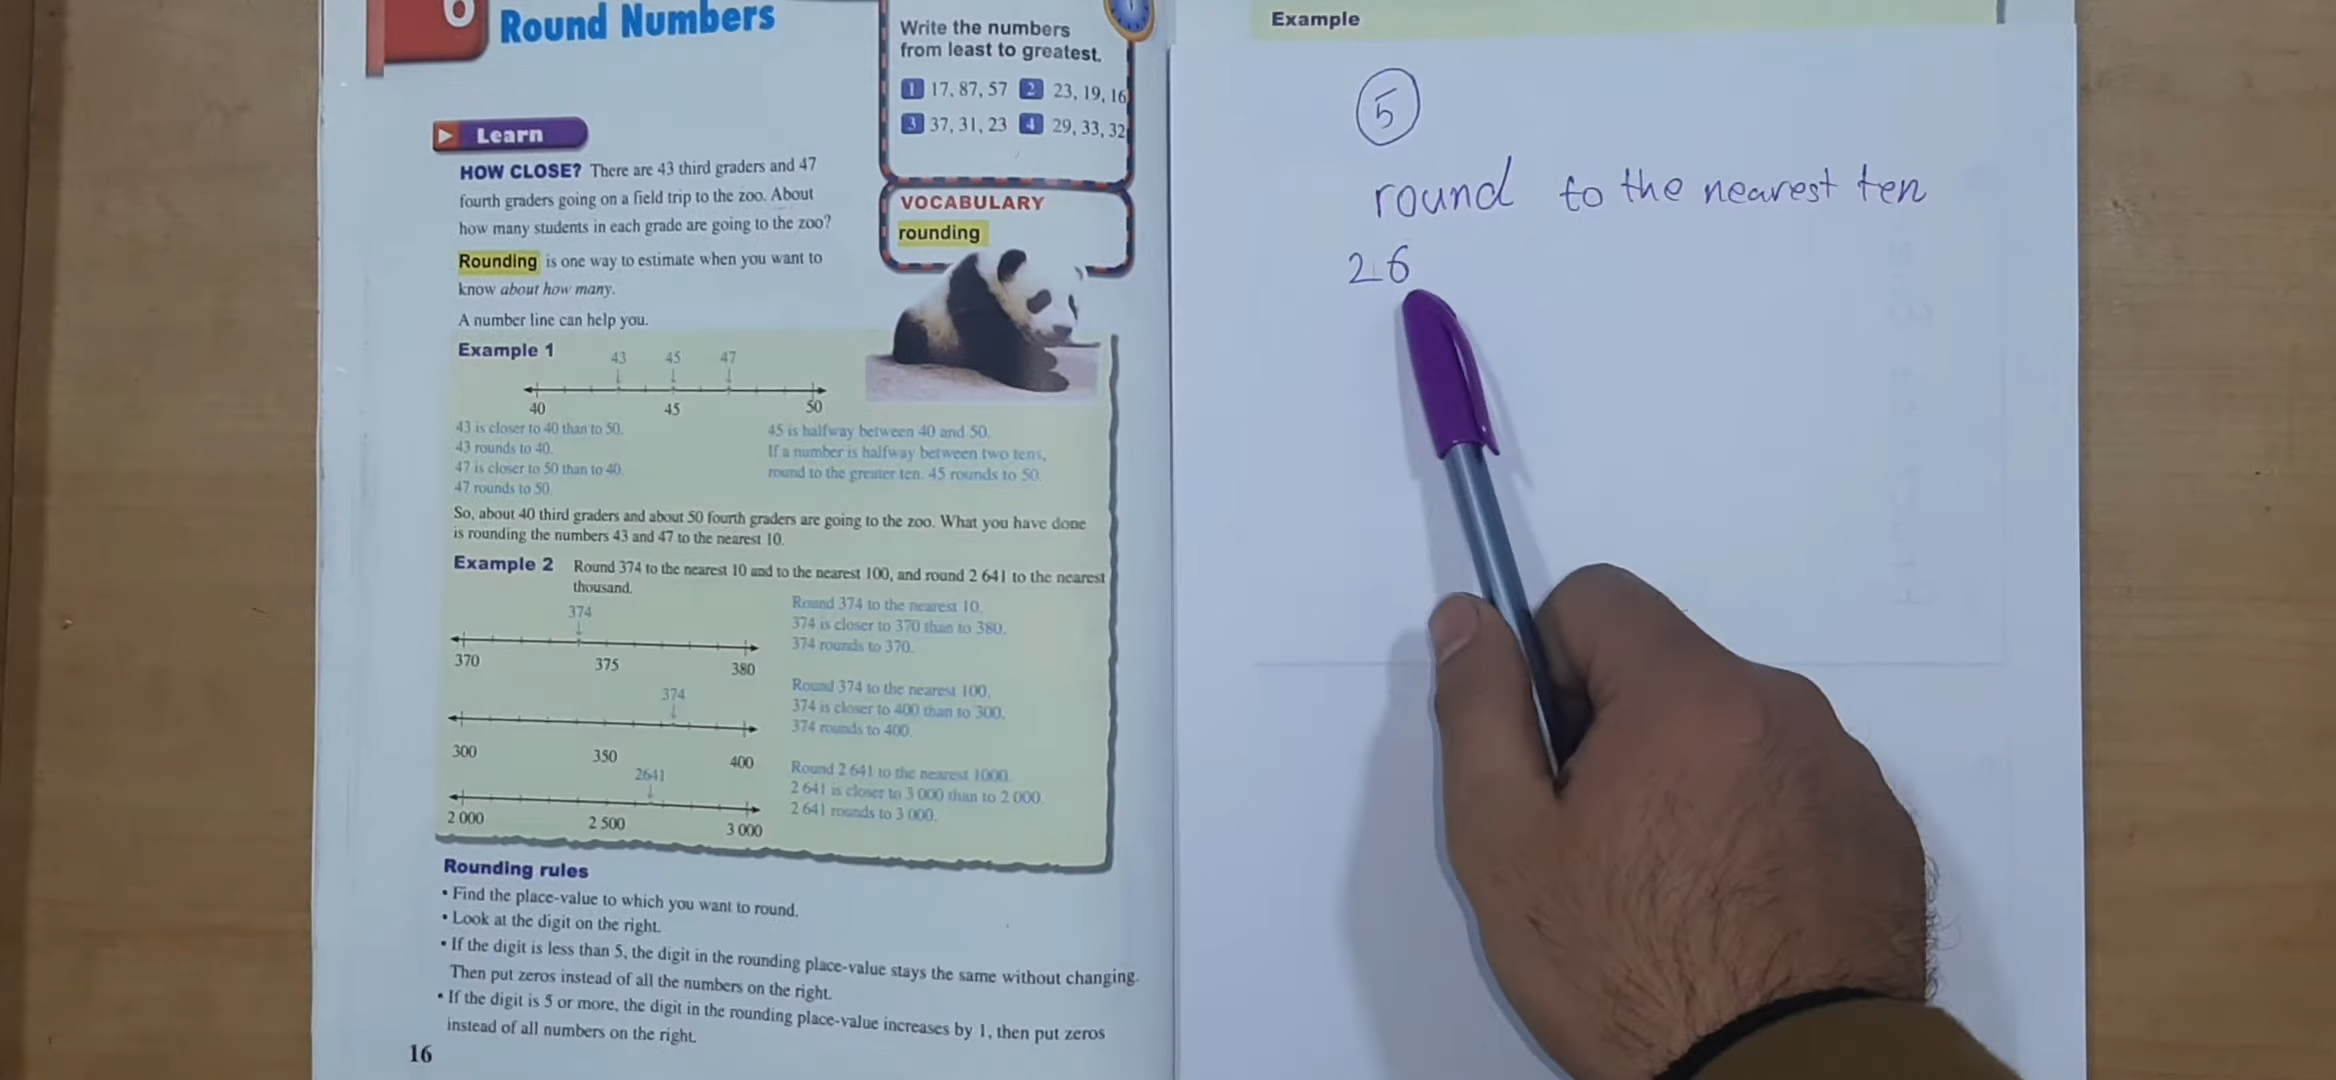 6
Round Numbers
Write the numbers
from least to greatest.
1 17, 87, 57 2 23, 19, 16
3 37, 31, 23 4 29, 33, 32
Learn
HOW CLOSE? There are 43 third graders and 47
fourth graders going on a field trip to the zoo. About
how many students in each grade are going to the zoo?
Rounding is one way to estimate when you want to
know about how many.
A number line can help you.
VOCABULARY
rounding
Example 1
43 45 47
40 45 50
43 is closer to 40 than to 50.
43 rounds to 40.
47 is closer to 50 than to 40.
47 rounds to 50.
45 is halfway between 40 and 50.
If a number is halfway between two tens,
round to the greater ten. 45 rounds to 50.
So, about 40 third graders and about 50 fourth graders are going to the zoo. What you have done
is rounding the numbers 43 and 47 to the nearest 10.
Example 2 Round 374 to the nearest 10 and to the nearest 100, and round 2 641 to the nearest
thousand.
374
370 375 380
Round 374 to the nearest 10.
374 is closer to 370 than to 380.
374 rounds to 370.
374
300 350 400
Round 374 to the nearest 100.
374 is closer to 400 than to 300.
374 rounds to 400.
2641
2 000 2 500 3 000
Round 2 641 to the nearest 1000.
2 641 is closer to 3 000 than to 2 000.
2 641 rounds to 3 000.
Rounding rules
• Find the place-value to which you want to round.
• Look at the digit on the right.
• If the digit is less than 5, the digit in the rounding place-value stays the same without changing.
Then put zeros instead of all the numbers on the right.
• If the digit is 5 or more, the digit in the rounding place-value increases by 1, then put zeros
instead of all numbers on the right.
16
Example
5
round to the nearest ten
26